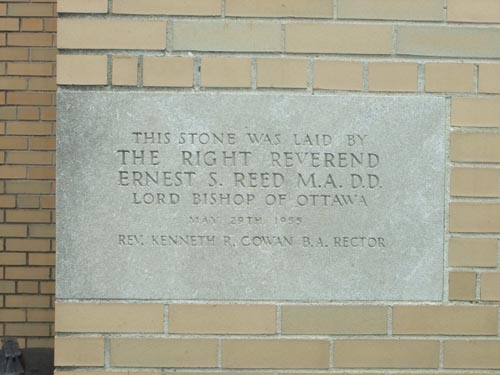 THIS STONE WAS LAID BY
THE RIGHT REVEREND
ERNEST S. REED M.A. D.D.
LORD BISHOP OF OTTAWA
MAY 29TH 1955
REV. KENNETH R. COWAN B.A. RECTOR